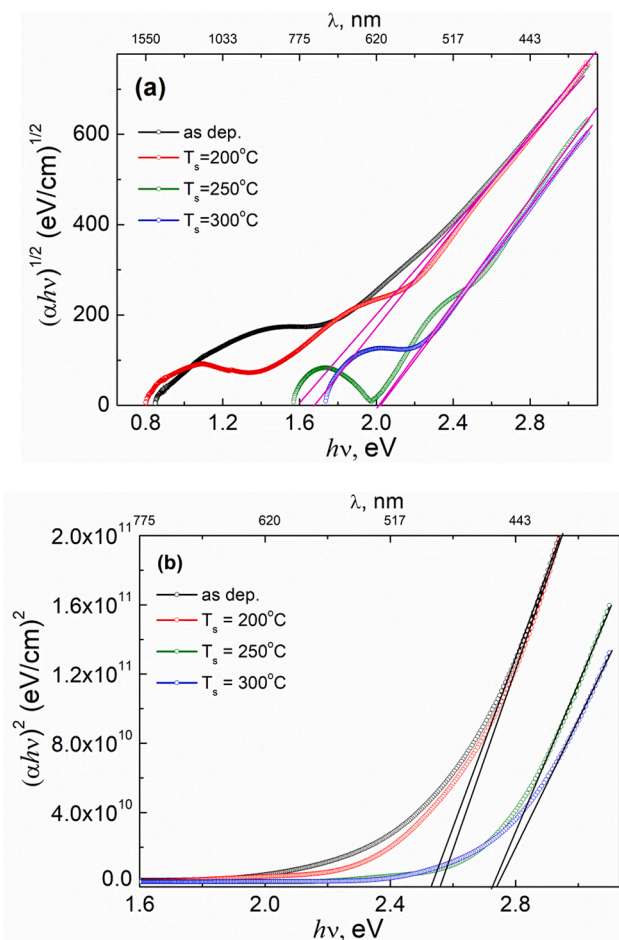 λ, nm
1550 1033 775 620 517 443
(a)
as dep.
T_s=200°C
T_s=250°C
T_s=300°C
(αhν)^1/2 (eV/cm)^1/2
600
400
200
0
0.8 1.2 1.6 2.0 2.4 2.8
hν, eV
λ, nm
775 620 517 443
2.0x10^11
(b)
as dep.
T_s = 200°C
T_s = 250°C
T_s = 300°C
(αhν)^2 (eV/cm)^2
1.6x10^11
1.2x10^11
8.0x10^10
4.0x10^10
0.0
1.6 2.0 2.4 2.8
hν, eV